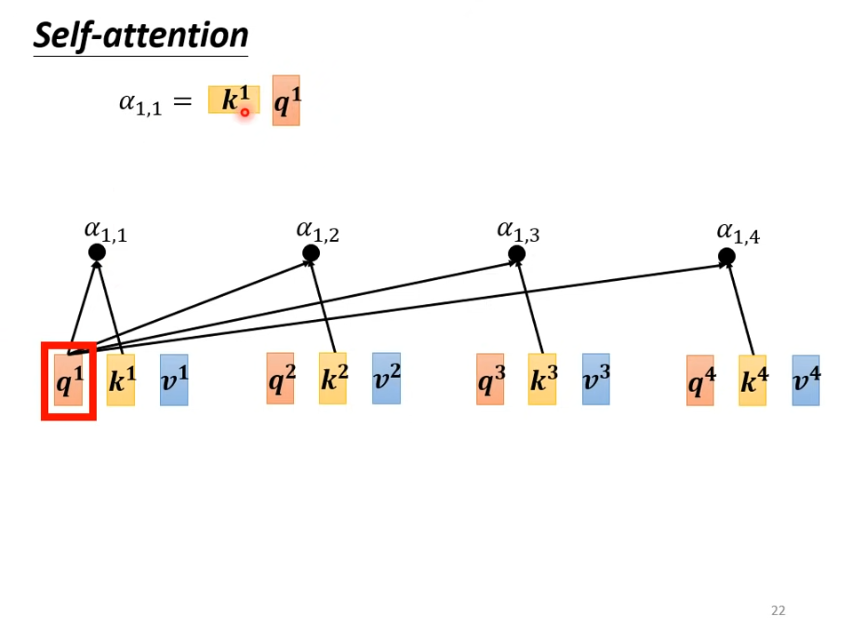 Self-attention
α₁,₁ = k¹ q¹
α₁,₁ α₁,₂ α₁,₃ α₁,₄
q¹ k¹ v¹ q² k² v² q³ k³ v³ q⁴ k⁴ v⁴
22